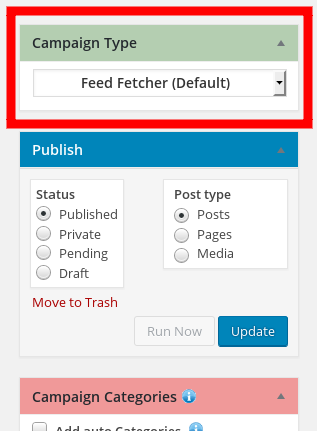 Campaign Type
Feed Fetcher (Default)
Publish
Status
Published
Private
Pending
Draft
Post type
Posts
Pages
Media
Move to Trash
Run Now
Update
Campaign Categories
Add auto Categories